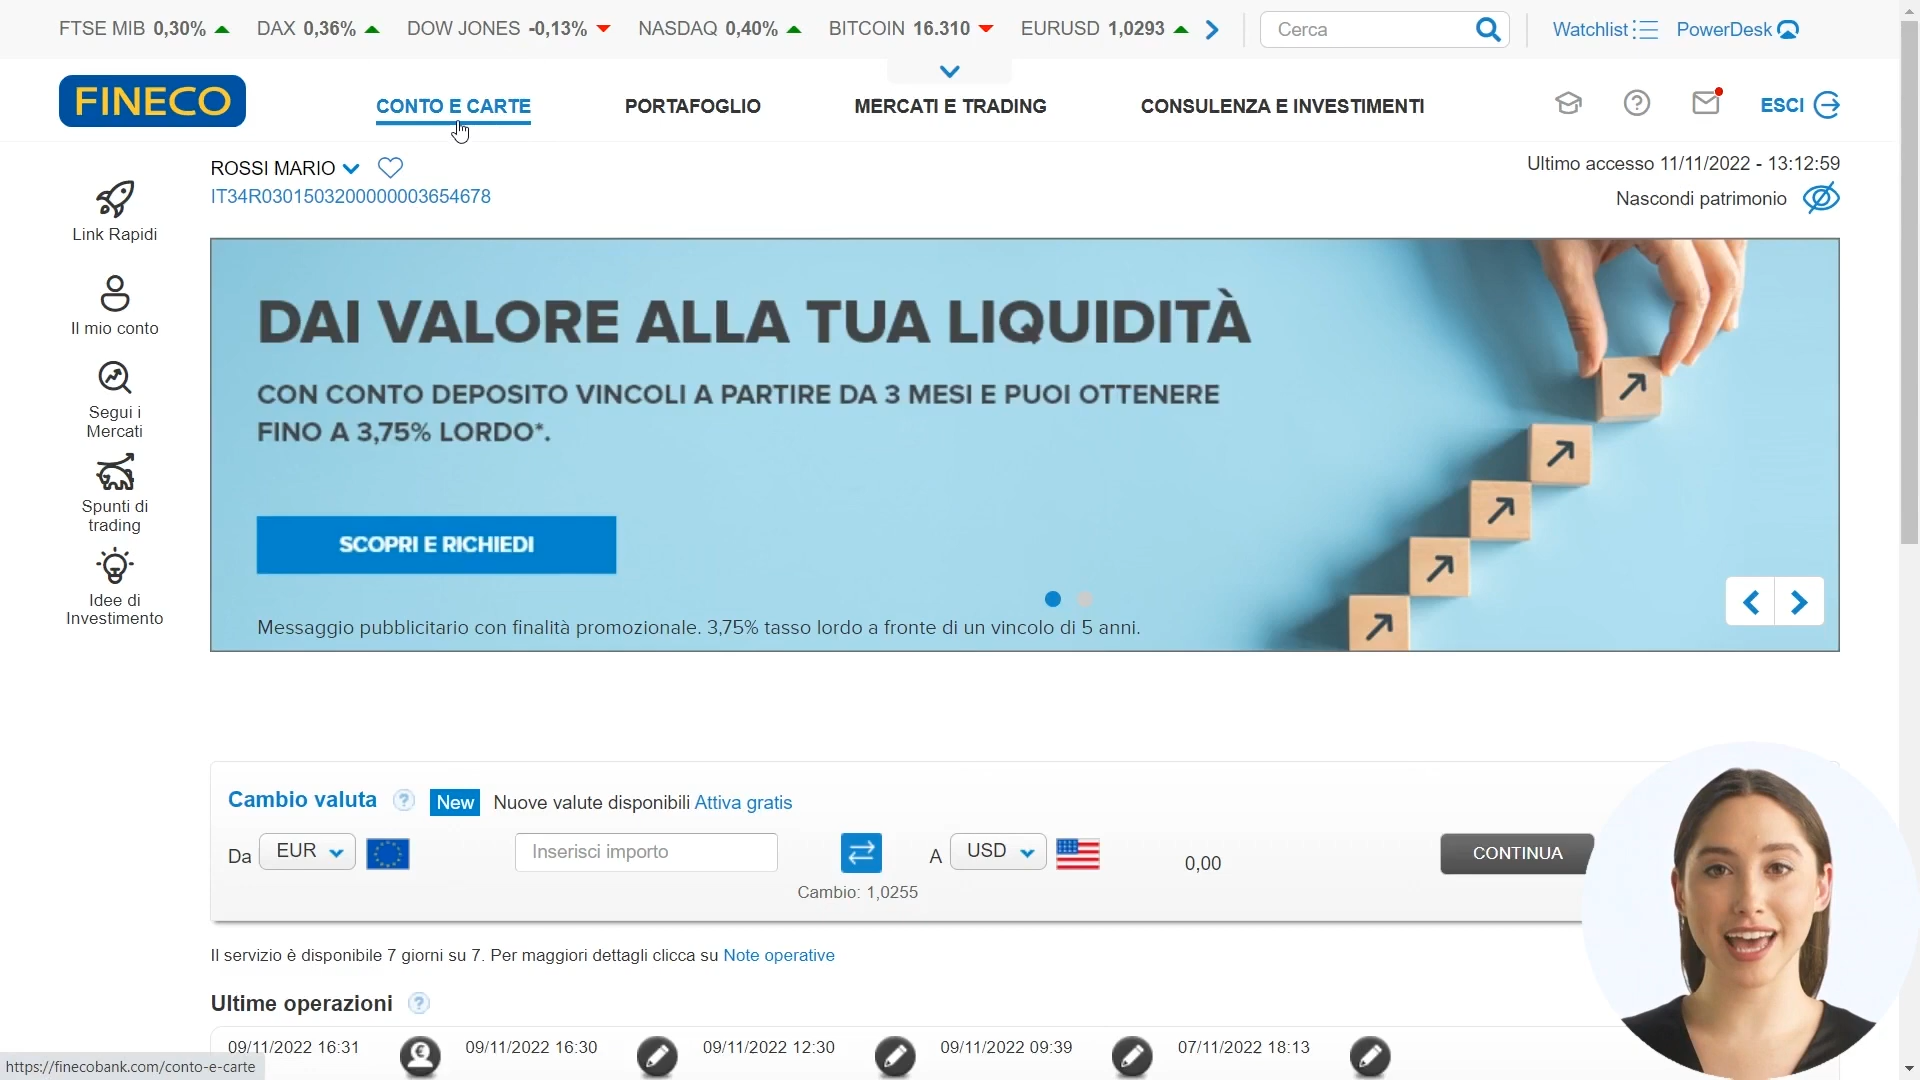 FTSE MIB 0,30% DAX 0,36% DOW JONES -0,13% NASDAQ 0,40% BITCOIN 16.310 EURUSD 1,0293 Cerca Watchlist PowerDesk
FINECO CONTO E CARTE PORTAFOGLIO MERCATI E TRADING CONSULENZA E INVESTIMENTI ESCI
ROSSI MARIO
IT34R0301503200000003654678
Ultimo accesso 11/11/2022 - 13:12:59
Nascondi patrimonio
Link Rapidi
Il mio conto
Segui i
Mercati
Spunti di
trading
Idee di
Investimento
DAI VALORE ALLA TUA LIQUIDITÀ
CON CONTO DEPOSITO VINCOLI A PARTIRE DA 3 MESI E PUOI OTTENERE
FINO A 3,75% LORDO*.
SCOPRI E RICHIEDI
Messaggio pubblicitario con finalità promozionale. 3,75% tasso lordo a fronte di un vincolo di 5 anni.
Cambio valuta ? New Nuove valute disponibili Attiva gratis
Da EUR Inserisci importo A USD 0,00 CONTINUA
Cambio: 1,0255
Il servizio è disponibile 7 giorni su 7. Per maggiori dettagli clicca su Note operative
Ultime operazioni ?
09/11/2022 16:31 09/11/2022 16:30 09/11/2022 12:30 09/11/2022 09:39 07/11/2022 18:13
https://finecobank.com/conto-e-carte